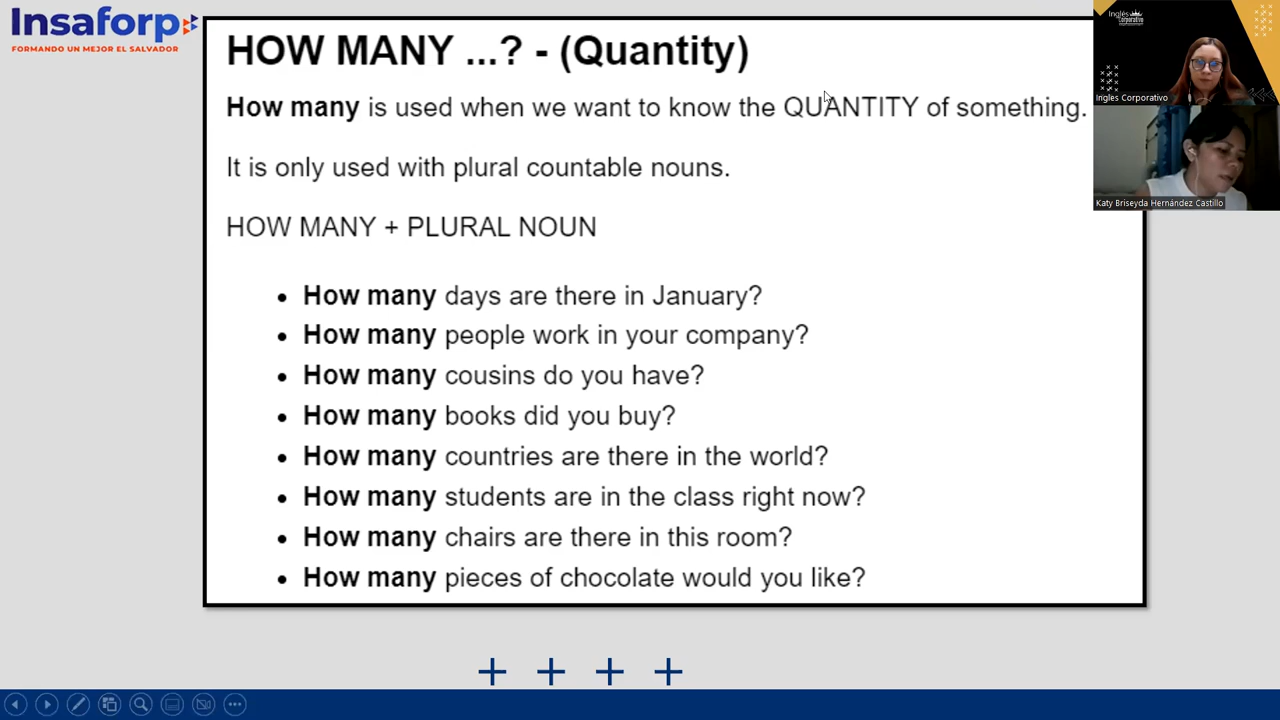 Insaforp
FORMANDO UN MEJOR EL SALVADOR
HOW MANY ...? - (Quantity)
How many is used when we want to know the QUANTITY of something.
It is only used with plural countable nouns.
HOW MANY + PLURAL NOUN
• How many days are there in January?
• How many people work in your company?
• How many cousins do you have?
• How many books did you buy?
• How many countries are there in the world?
• How many students are in the class right now?
• How many chairs are there in this room?
• How many pieces of chocolate would you like?
Inglés
Corporativo
Ingles Corporativo
Katy Briseyda Hernández Castillo